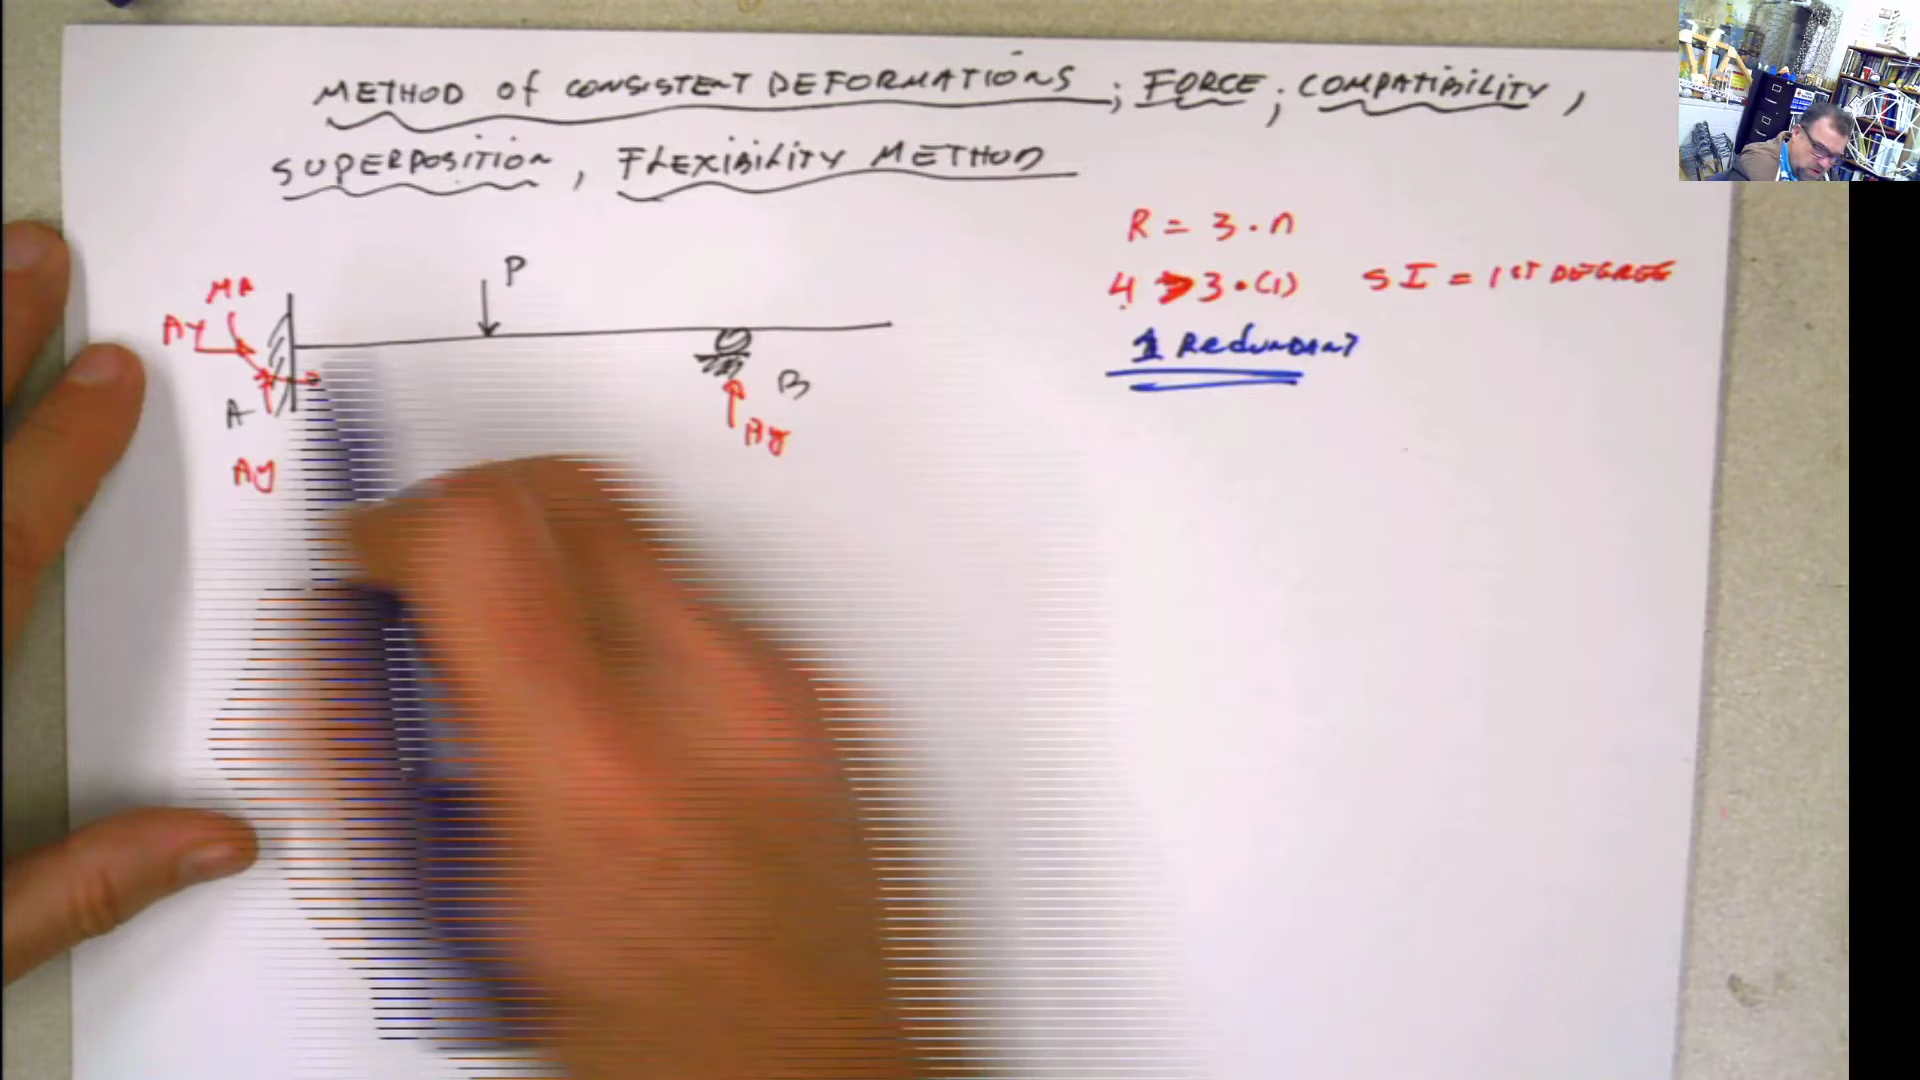 METHOD of CONSISTENT DEFORMATIONS ; FORCE ; COMPATIBILITY ,
SUPERPOSITION , FLEXIBILITY METHOD
R = 3 · n
4 > 3 · (1) SI = 1ST DEGREE
1 Redundant
P
MA
AY
A
B
By
Ay